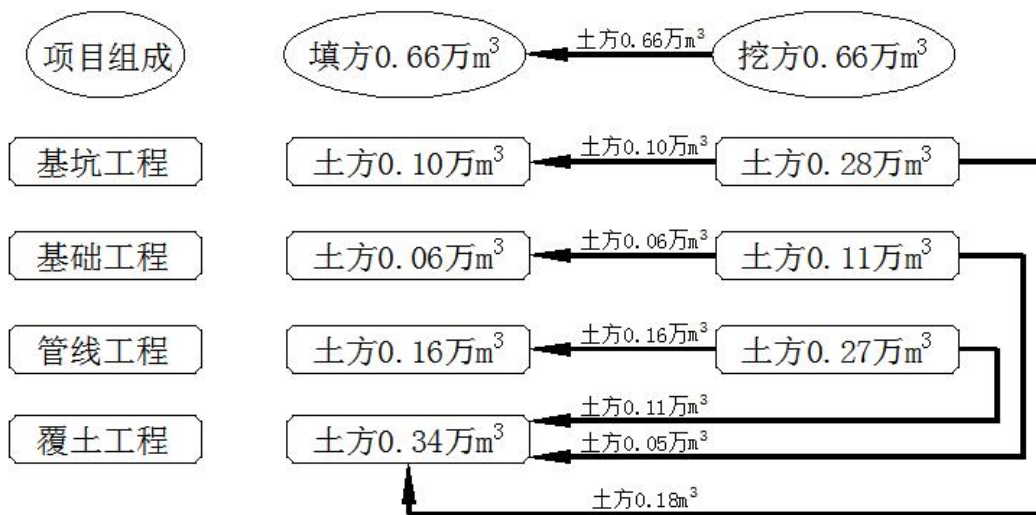 项目组成
填方0.66万m³
土方0.66万m³
挖方0.66万m³
基坑工程
土方0.10万m³
土方0.10万m³
土方0.28万m³
基础工程
土方0.06万m³
土方0.06万m³
土方0.11万m³
管线工程
土方0.16万m³
土方0.16万m³
土方0.27万m³
覆土工程
土方0.34万m³
土方0.11万m³
土方0.05万m³
土方0.18m³